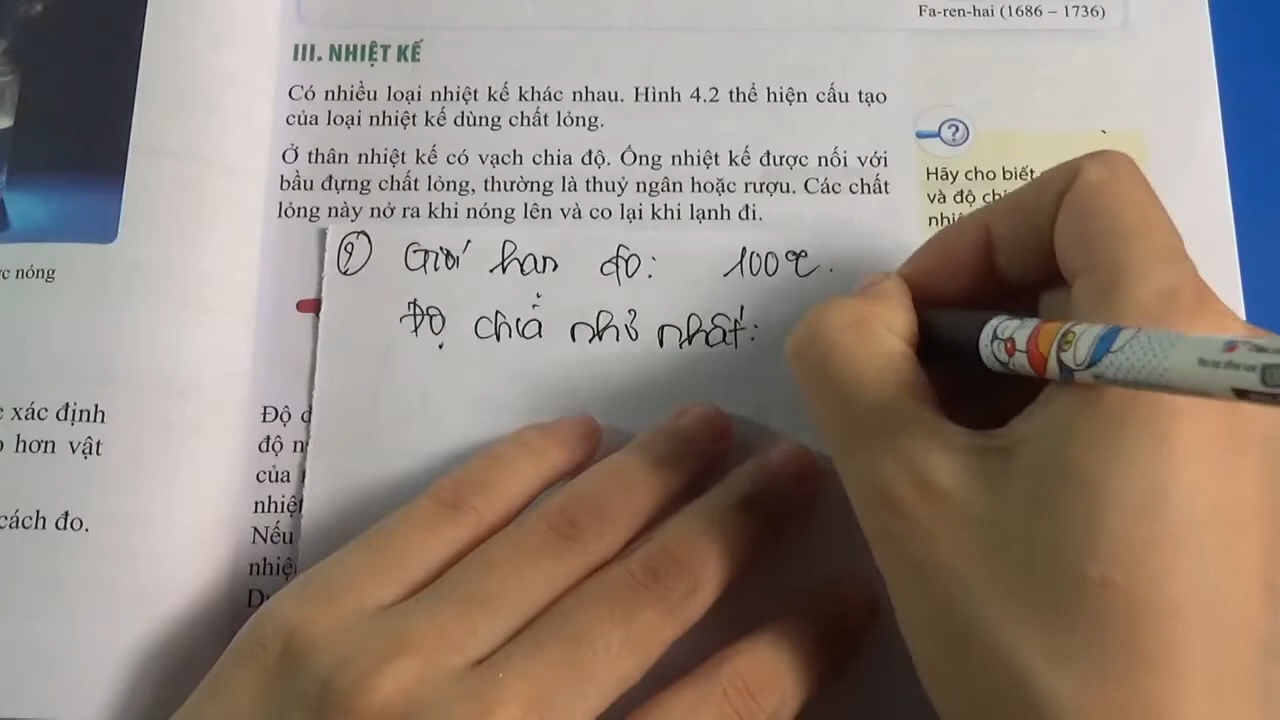 Fa-ren-hai (1686 – 1736)
III. NHIỆT KẾ
Có nhiều loại nhiệt kế khác nhau. Hình 4.2 thể hiện cấu tạo
của loại nhiệt kế dùng chất lỏng.
Ở thân nhiệt kế có vạch chia độ. Ống nhiệt kế được nối với
bầu đựng chất lỏng, thường là thuỷ ngân hoặc rượu. Các chất
lỏng này nở ra khi nóng lên và co lại khi lạnh đi.
?
Hãy cho biết
và độ
Giới hạn đo: 100℃.
Độ chia nhỏ nhất:
nóng
xác định
hơn vật
cách đo.
Độ
độ
của
Nếu